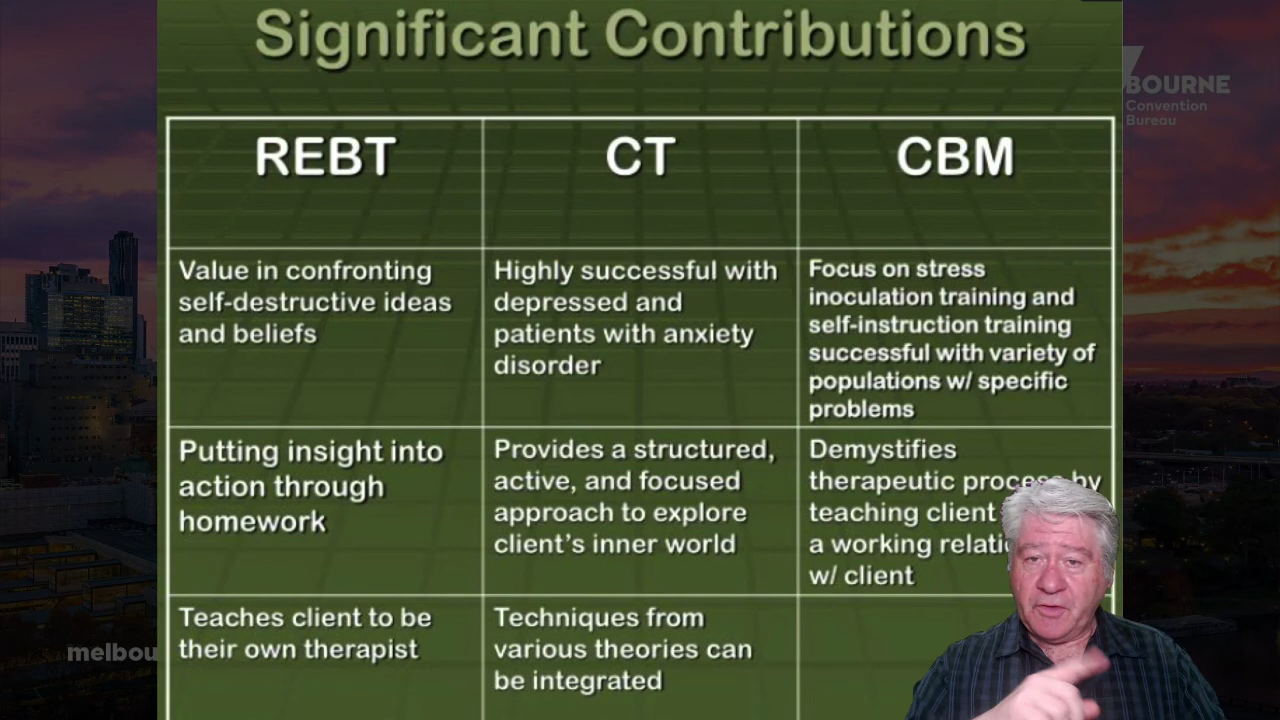 Significant Contributions
BOURNE
Convention
Bureau
REBT
CT
CBM
Value in confronting
self-destructive ideas
and beliefs
Highly successful with
depressed and
patients with anxiety
disorder
Focus on stress
inoculation training and
self-instruction training
successful with variety of
populations w/ specific
problems
Putting insight into
action through
homework
Provides a structured,
active, and focused
approach to explore
client's inner world
Demystifies
therapeutic process by
teaching client
a working
w/ client
Teaches client to be
their own therapist
Techniques from
various theories can
be integrated
melbou